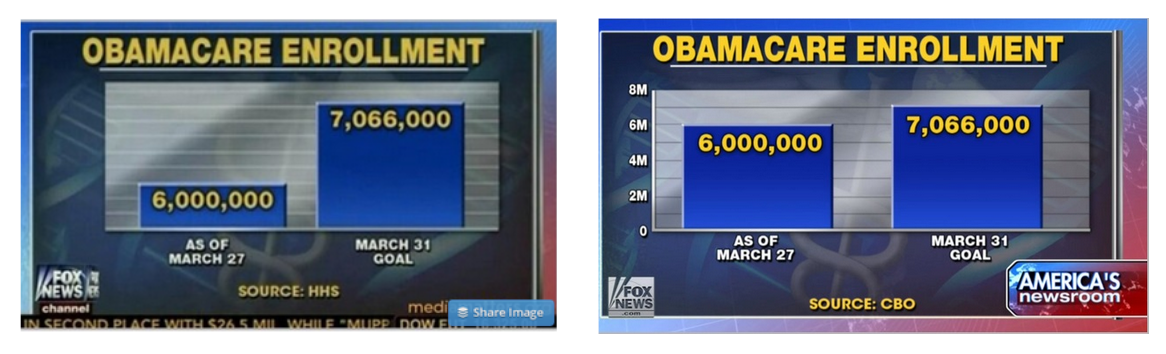 OBAMACARE ENROLLMENT
7,066,000
6,000,000
AS OF
MARCH 27
MARCH 31
GOAL
SOURCE: HHS
FOX
NEWS
channel
medi
Share Image
IN SECOND PLACE WITH $26.5 MIL WHILE "MUPP DOW
OBAMACARE ENROLLMENT
8M
6M
4M
2M
0
6,000,000
7,066,000
AS OF
MARCH 27
MARCH 31
GOAL
SOURCE: CBO
FOX
NEWS
.com
AMERICA'S
newsroom